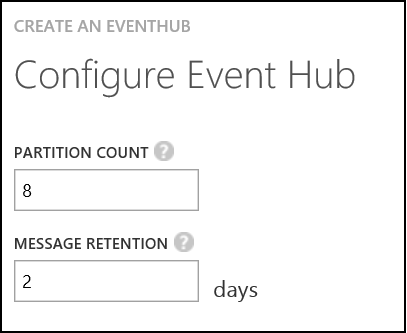 CREATE AN EVENTHUB
Configure Event Hub
PARTITION COUNT ?
8
MESSAGE RETENTION ?
2 days